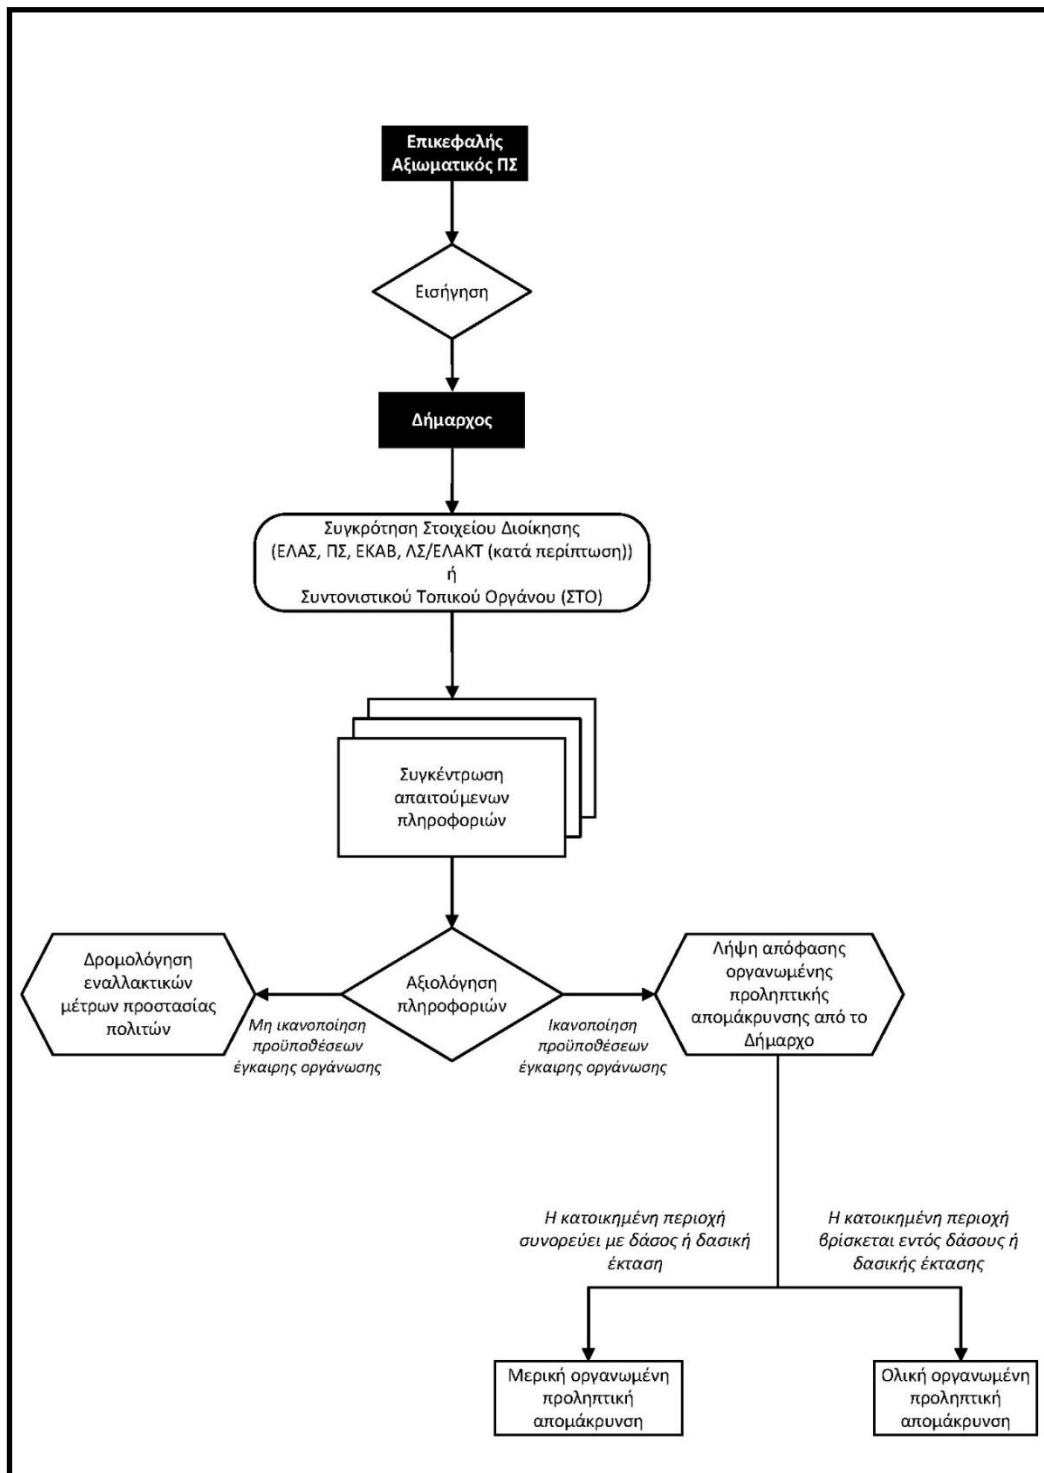 Επικεφαλής
Αξιωματικός ΠΣ
Εισήγηση
Δήμαρχος
Συγκρότηση Στοιχείου Διοίκησης
(ΕΛΑΣ, ΠΣ, ΕΚΑΒ, ΛΣ/ΕΛΑΚΤ (κατά περίπτωση))
ή
Συντονιστικού Τοπικού Οργάνου (ΣΤΟ)
Συγκέντρωση
απαιτούμενων
πληροφοριών
Δρομολόγηση
εναλλακτικών
μέτρων προστασίας
πολιτών
Μη ικανοποίηση
προϋποθέσεων
έγκαιρης οργάνωσης
Αξιολόγηση
πληροφοριών
Ικανοποίηση
προϋποθέσεων
έγκαιρης οργάνωσης
Λήψη απόφασης
οργανωμένης
προληπτικής
απομάκρυνσης από το
Δήμαρχο
Η κατοικημένη περιοχή
συνορεύει με δάσος ή δασική
έκταση
Η κατοικημένη περιοχή
βρίσκεται εντός δάσους ή
δασικής έκτασης
Μερική οργανωμένη
προληπτική
απομάκρυνση
Ολική οργανωμένη
προληπτική
απομάκρυνση